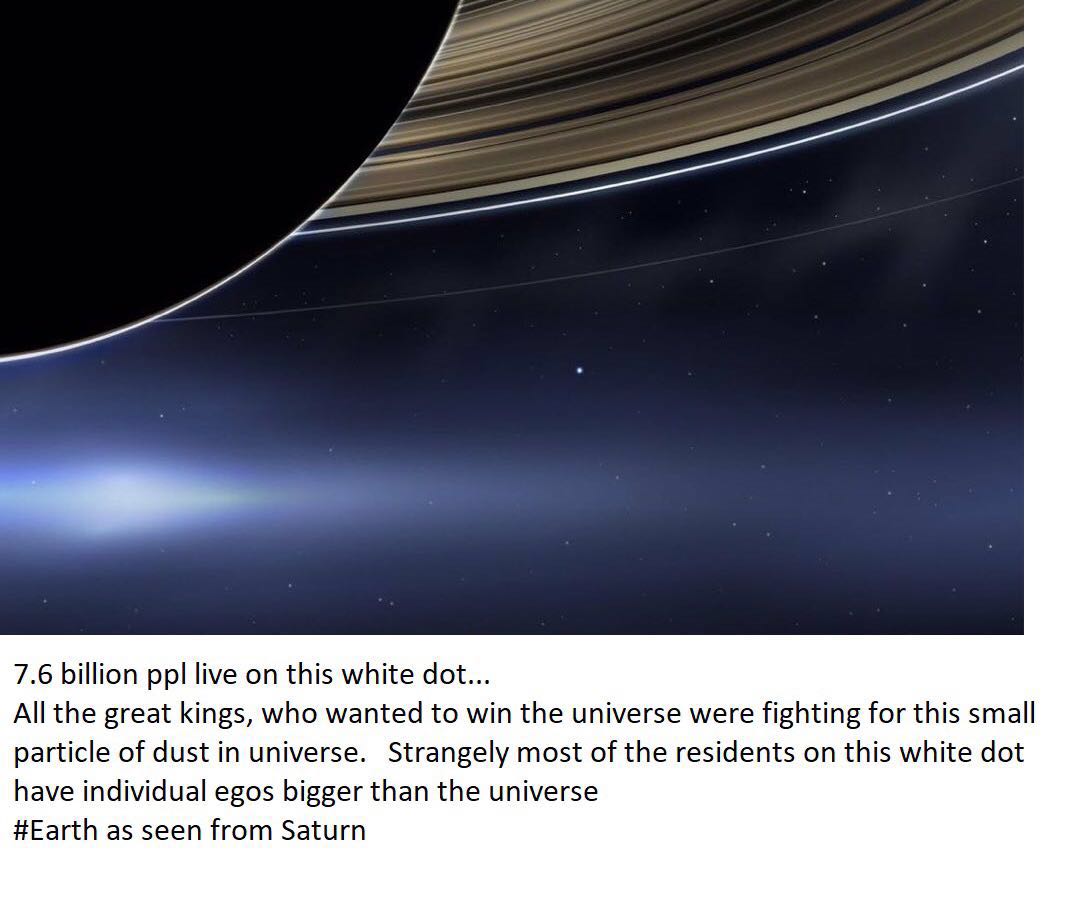 7.6 billion ppl live on this white dot...
All the great kings, who wanted to win the universe were fighting for this small
particle of dust in universe.   Strangely most of the residents on this white dot
have individual egos bigger than the universe
#Earth as seen from Saturn